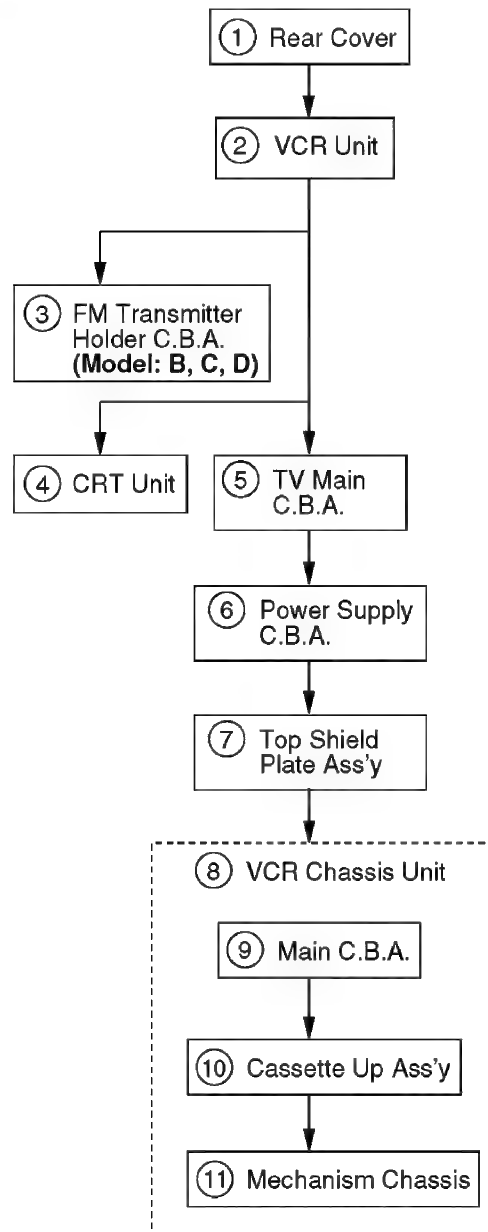 ① Rear Cover
② VCR Unit
③ FM Transmitter
Holder C.B.A.
(Model: B, C, D)
④ CRT Unit
⑤ TV Main
C.B.A.
⑥ Power Supply
C.B.A.
⑦ Top Shield
Plate Ass'y
⑧ VCR Chassis Unit
⑨ Main C.B.A.
⑩ Cassette Up Ass'y
⑪ Mechanism Chassis